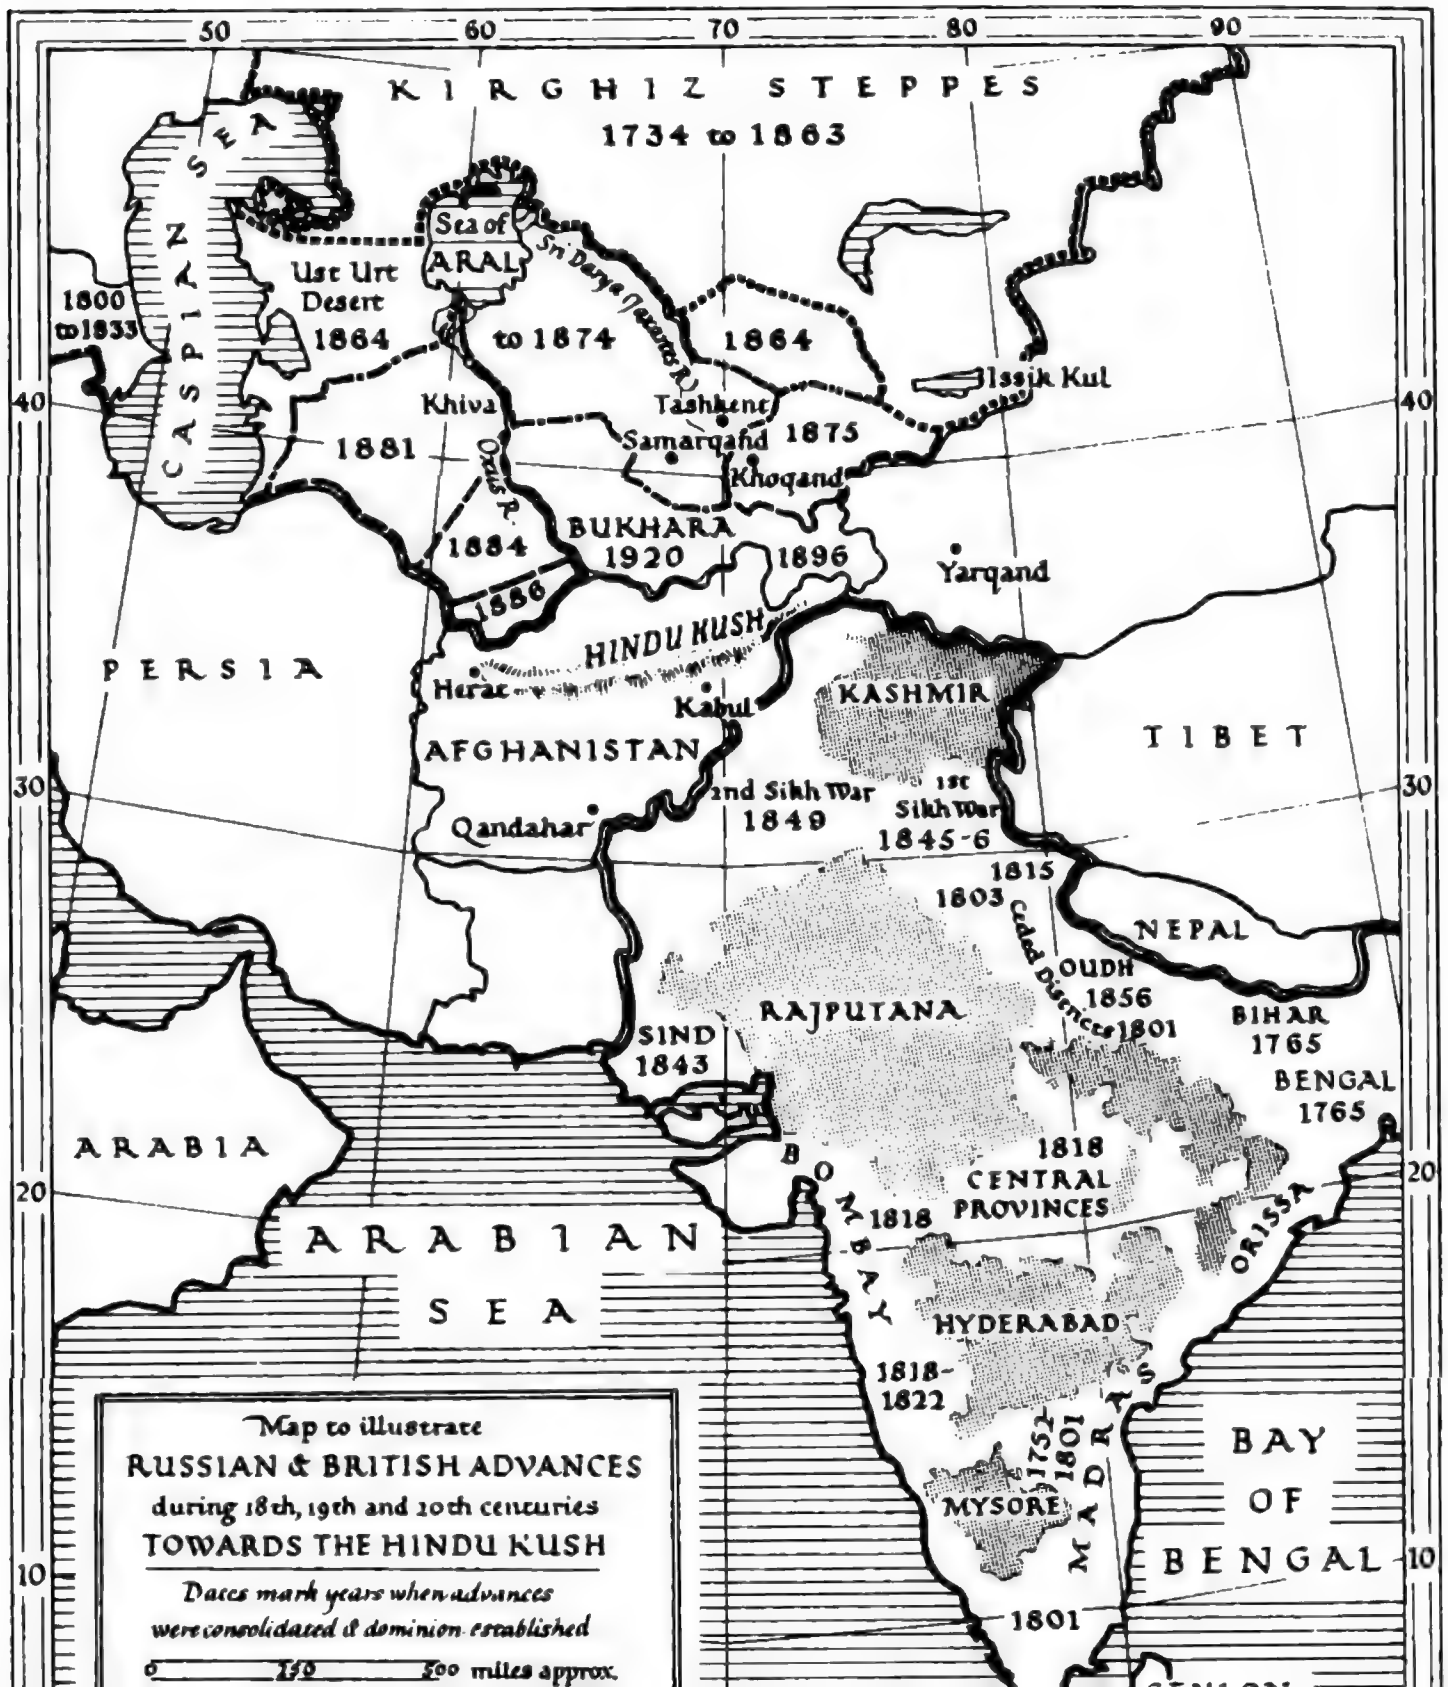 50 60 70 80 90
KIRGHIZ STEPPES
1734 to 1863
CASPIAN SEA
Sea of
ARAL
Sri Darya (Jaxartes R.)
Ust Urt
Desert
1864
1800
to 1833
to 1874
1864
Issik Kul
40
40
Khiva
Tashkent
1881
Samarqand
1875
Oxus R.
Khoqand
BUKHARA
1920
1884
1896
Yarqand
1886
HINDU KUSH
PERSIA
Herat
Kabul
KASHMIR
TIBET
AFGHANISTAN
30
30
2nd Sikh War
1849
1st
Sikh War
1845-6
Qandahar
1815
1803
Ceded Districts 1801
NEPAL
OUDH
1856
RAJPUTANA
BIHAR
1765
SIND
1843
BENGAL
1765
ARABIA
1818
CENTRAL
PROVINCES
20
20
BOMBAY
1818
ORISSA
ARABIAN
SEA
HYDERABAD
1818-
1822
MADRAS
1752
1801
BAY
OF
BENGAL
MYSORE
10
10
1801
Map to illustrate
RUSSIAN & BRITISH ADVANCES
during 18th, 19th and 20th centuries
TOWARDS THE HINDU KUSH
Dates mark years when advances
were consolidated & dominion established
0 250 500 miles approx.